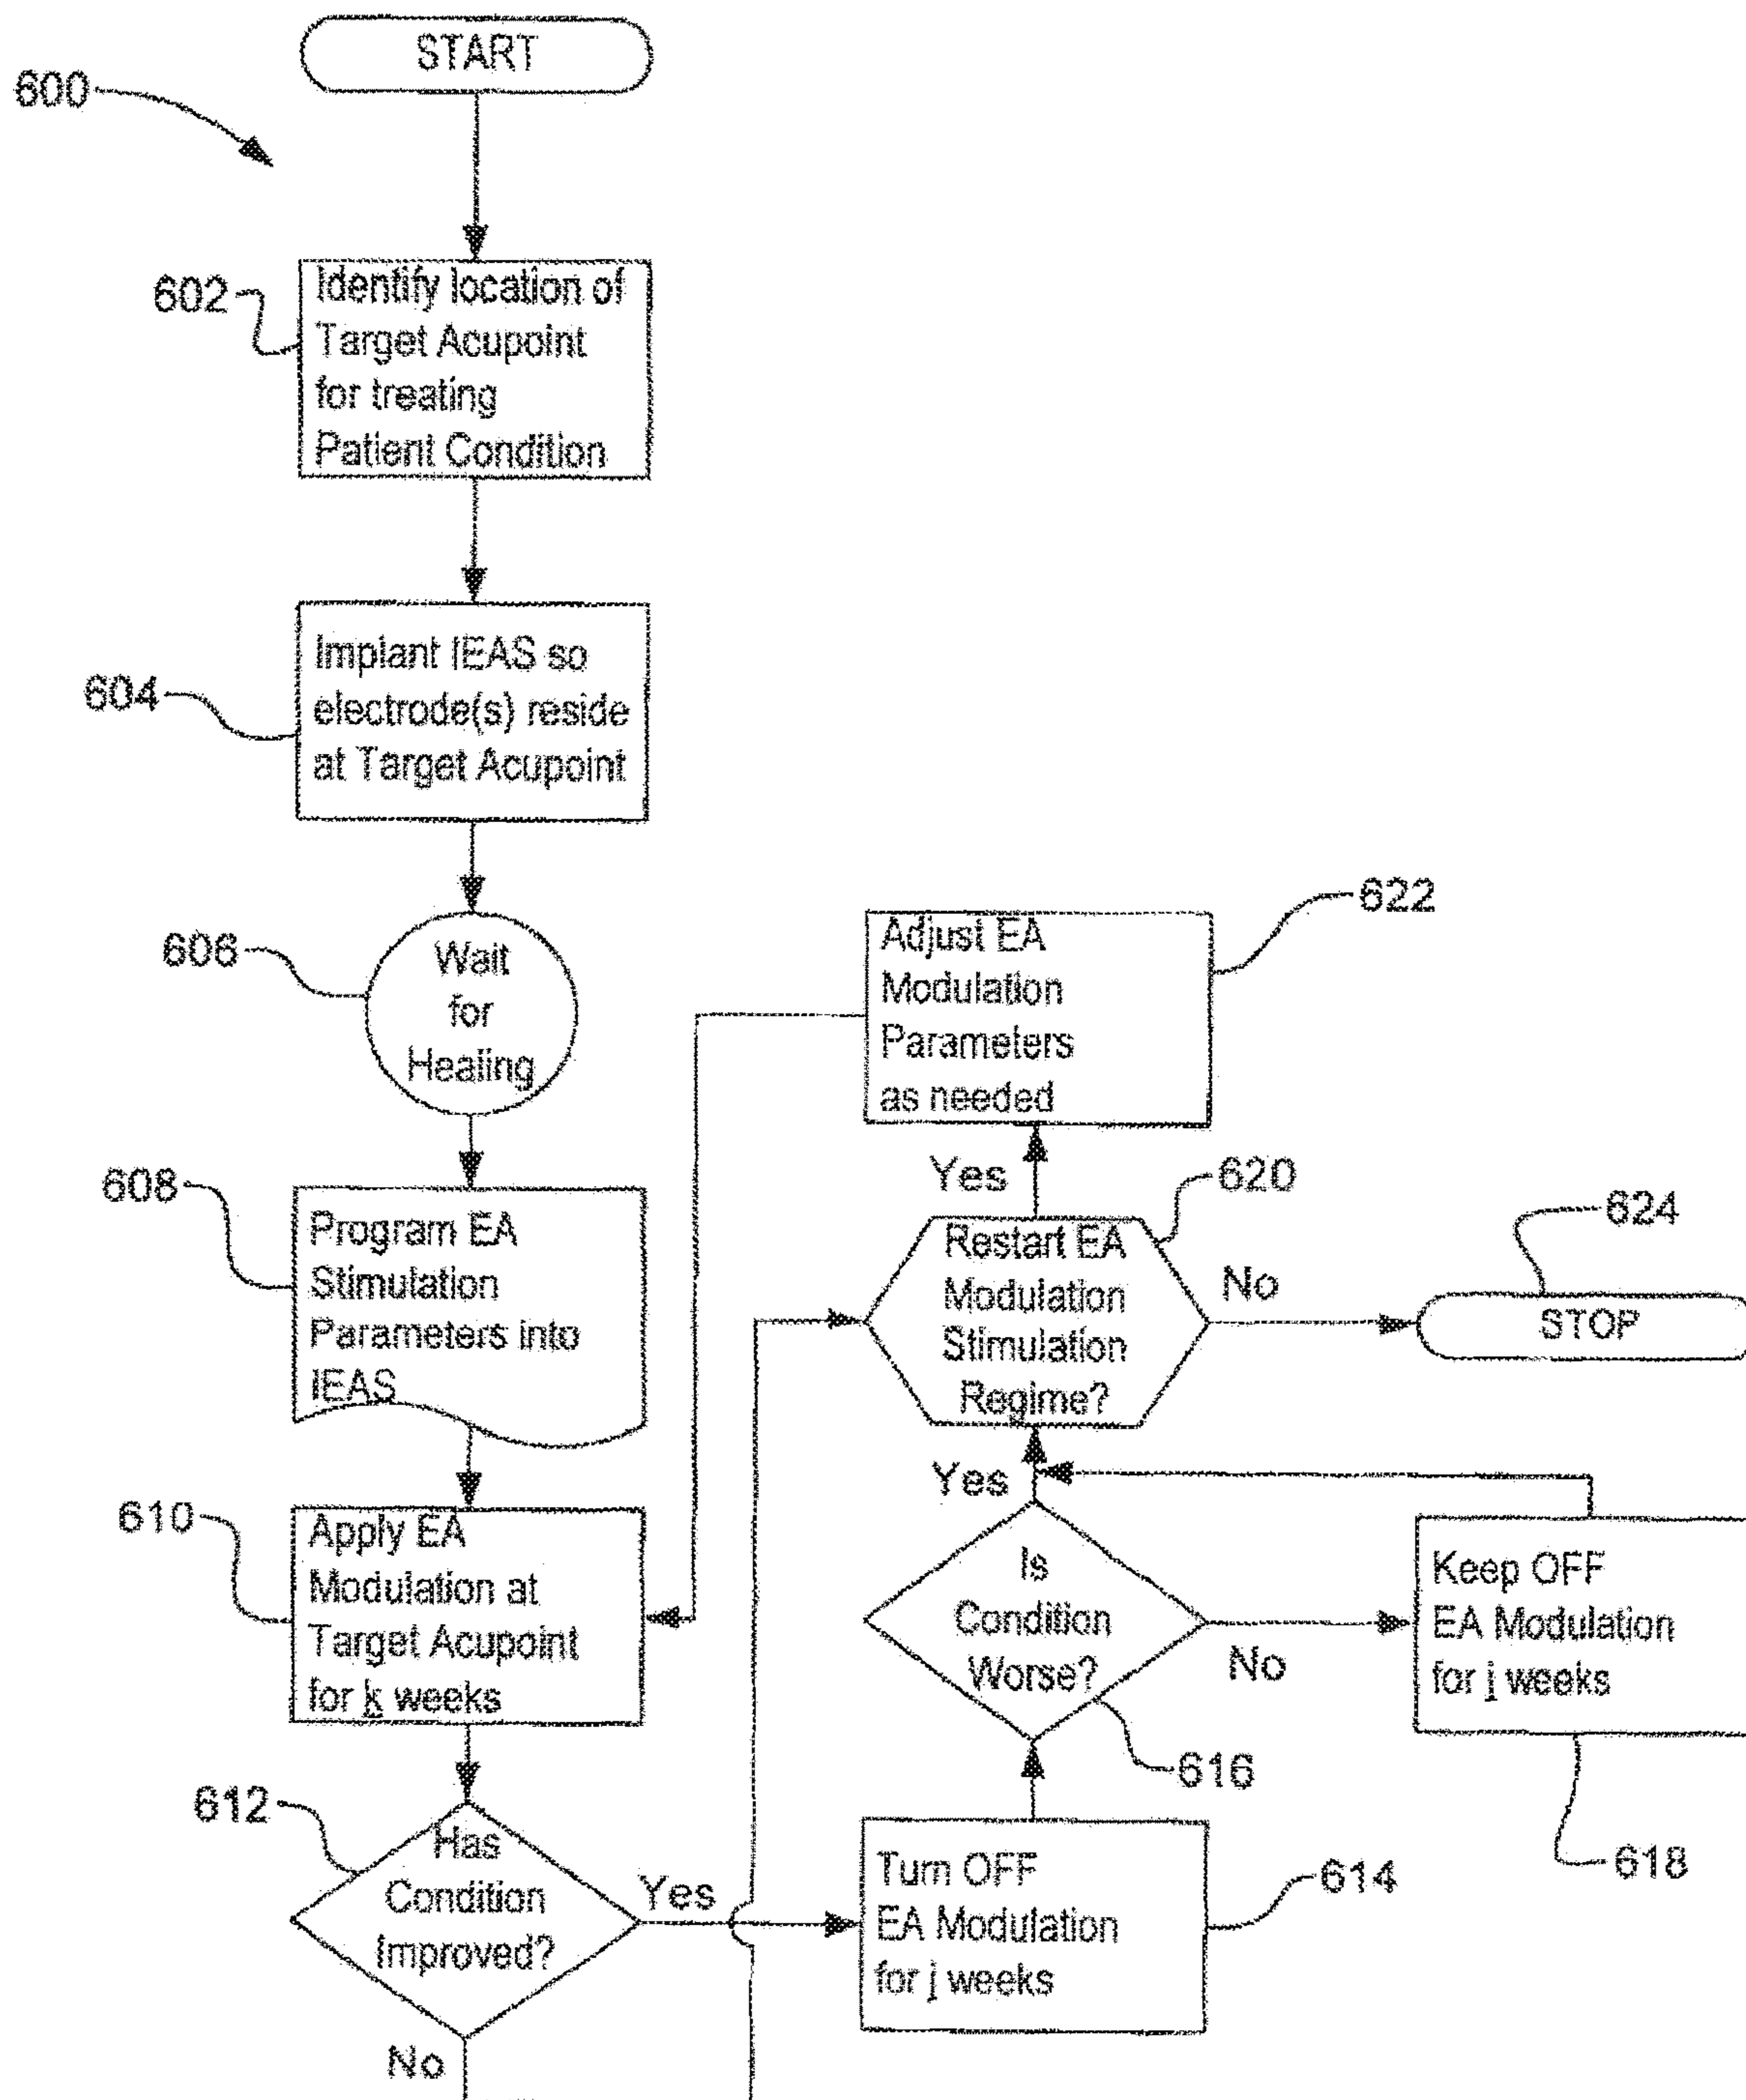 START
600
602
Identify location of
Target Acupoint
for treating
Patient Condition
604
Implant IEAS so
electrode(s) reside
at Target Acupoint
606
Wait
for
Healing
608
Program EA
Stimulation
Parameters into
IEAS
610
Apply EA
Modulation at
Target Acupoint
for k weeks
612
Has
Condition
Improved?
Yes
No
Turn OFF
EA Modulation
for j weeks
614
Is
Condition
Worse?
616
Yes
No
Keep OFF
EA Modulation
for j weeks
618
Restart EA
Modulation
Stimulation
Regime?
620
Yes
No
STOP
624
Adjust EA
Modulation
Parameters
as needed
622